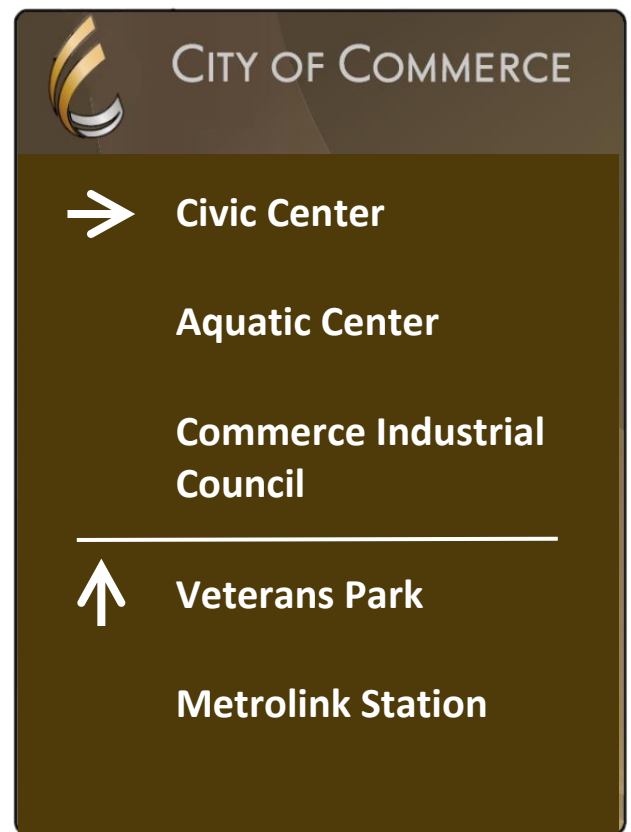 CITY OF COMMERCE
Civic Center
Aquatic Center
Commerce Industrial
Council
Veterans Park
Metrolink Station